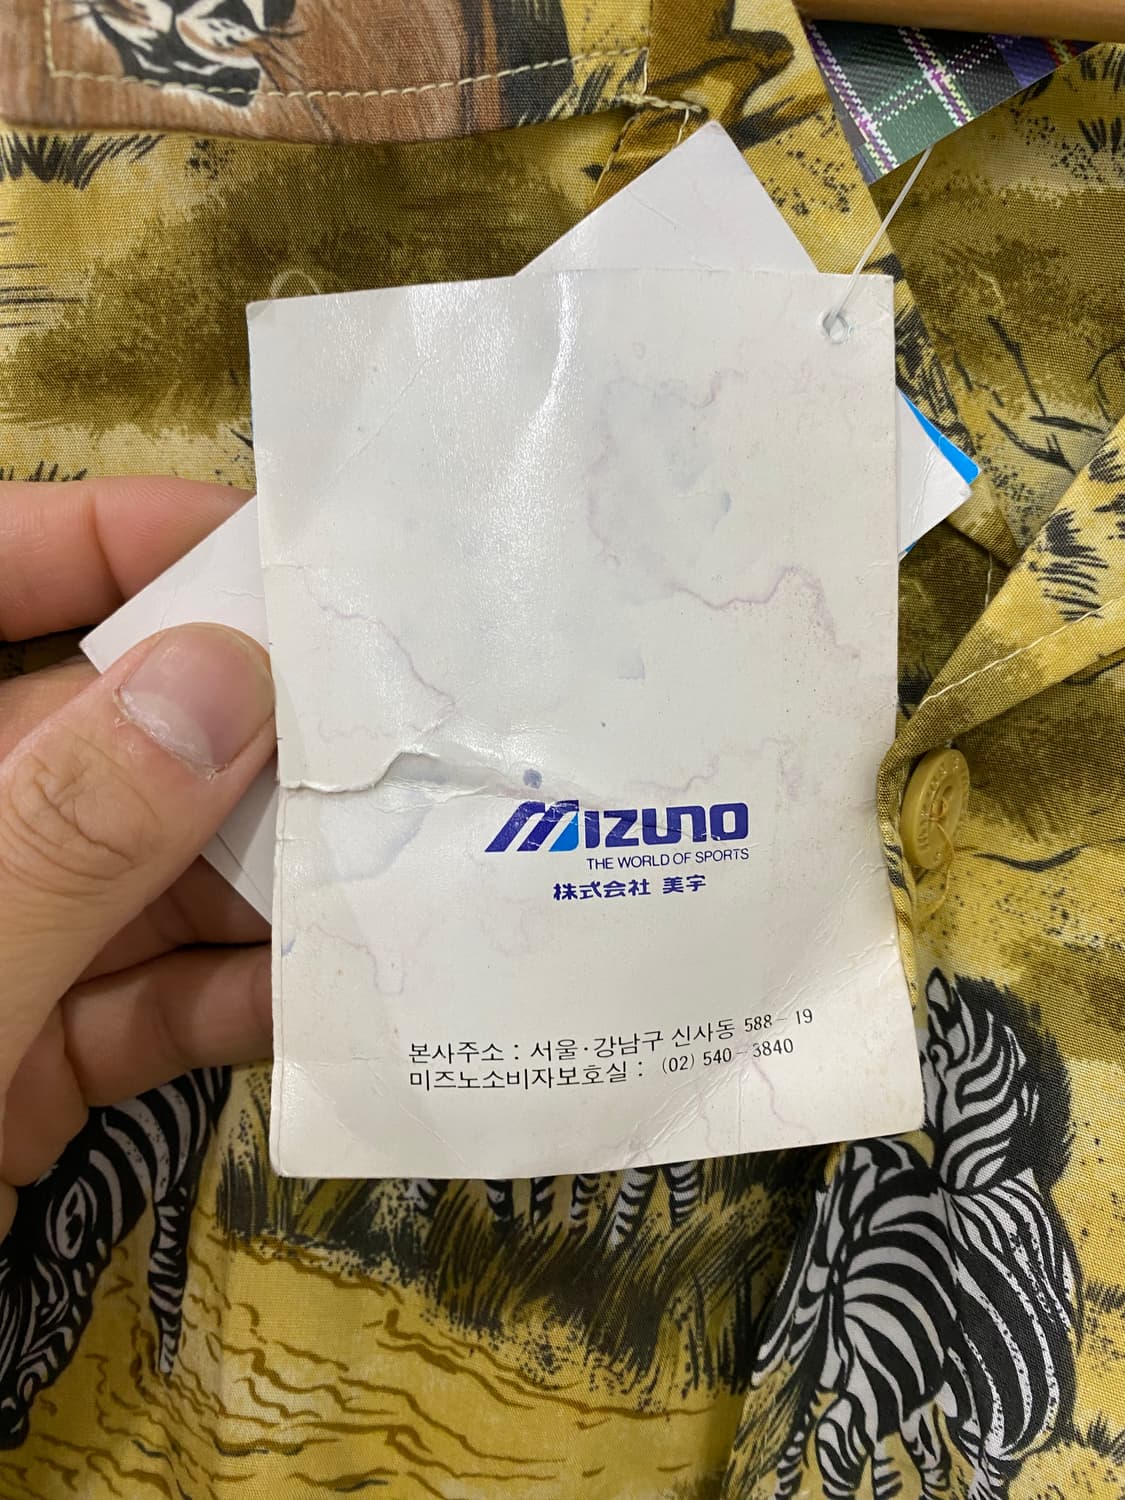 MIZUNO
THE WORLD OF SPORTS
株式会社 美宇
본사주소 : 서울·강남구 신사동 588-19
미즈노소비자보호실 : (02) 540-3840